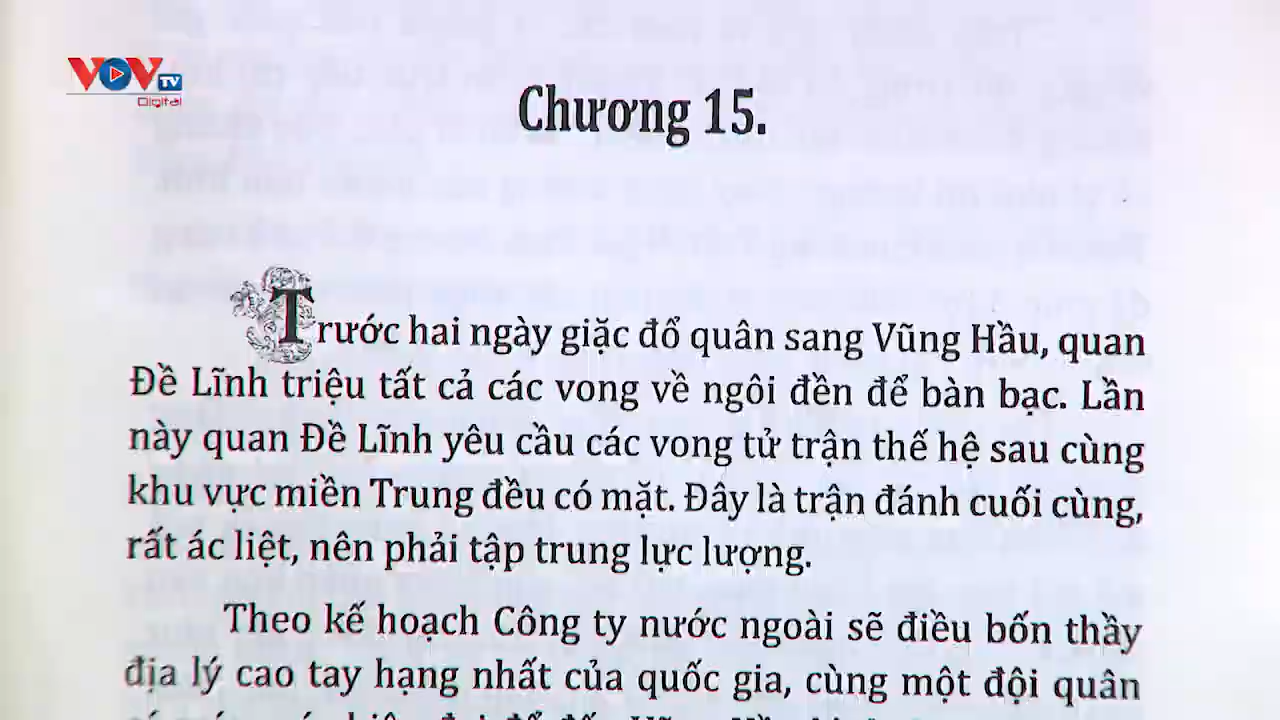 VOVTV
Digital
Chương 15.
Trước hai ngày giặc đổ quân sang Vũng Hầu, quan
Đề Lĩnh triệu tất cả các vong về ngôi đền để bàn bạc. Lần
này quan Đề Lĩnh yêu cầu các vong tử trận thế hệ sau cùng
khu vực miền Trung đều có mặt. Đây là trận đánh cuối cùng,
rất ác liệt, nên phải tập trung lực lượng.
Theo kế hoạch Công ty nước ngoài sẽ điều bốn thầy
địa lý cao tay hạng nhất của quốc gia, cùng một đội quân